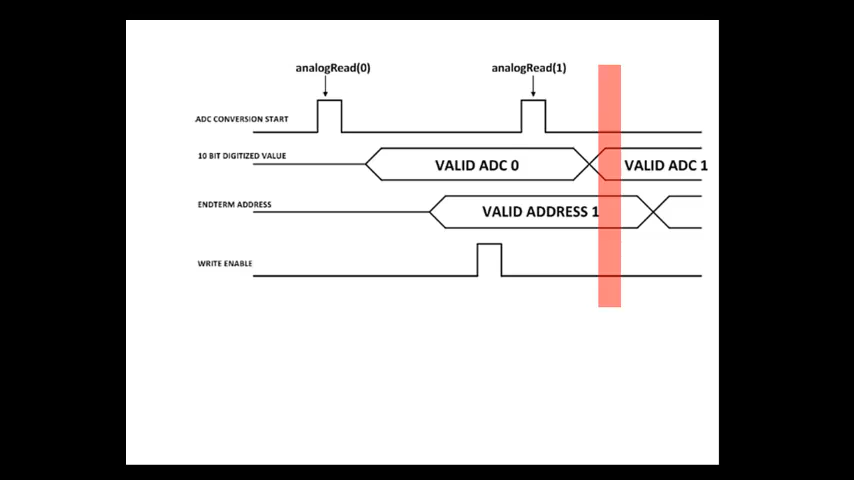 analogRead(0) analogRead(1)
ADC CONVERSION START
10 BIT DIGITIZED VALUE
VALID ADC 0 VALID ADC 1
ENDTERM ADDRESS
VALID ADDRESS 1
WRITE ENABLE